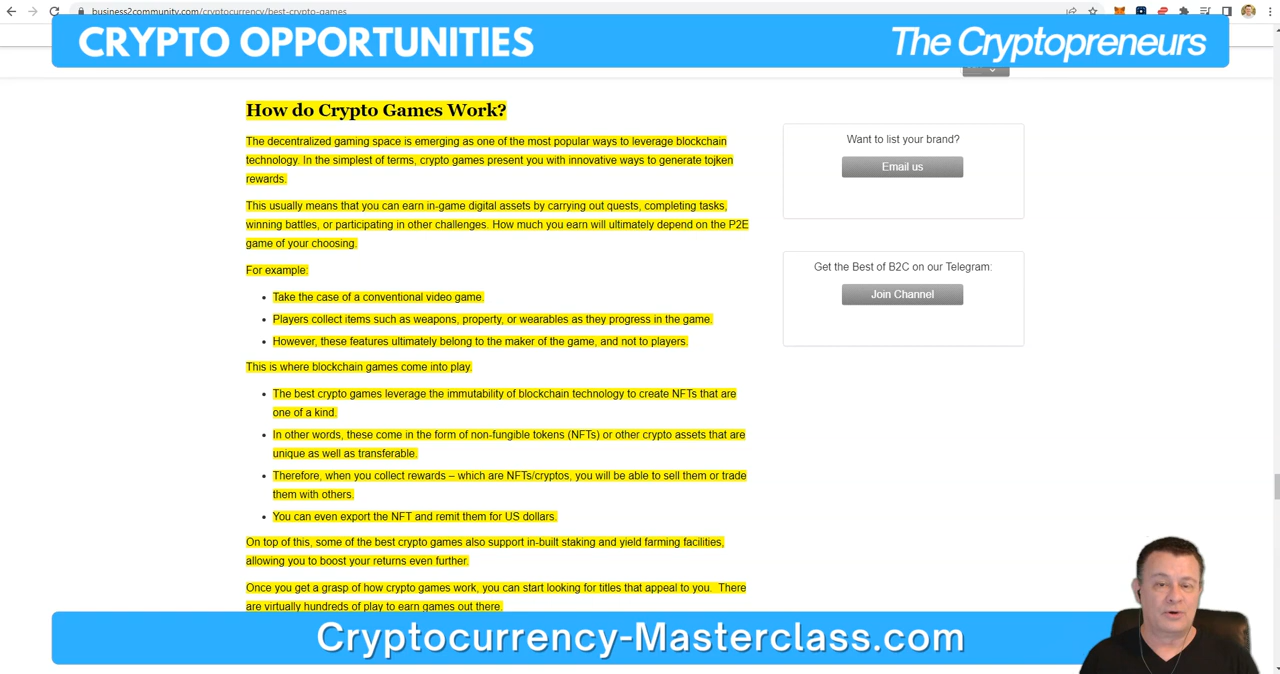 business2community.com/cryptocurrency/best-crypto-games
CRYPTO OPPORTUNITIES
The Cryptopreneurs
How do Crypto Games Work?
The decentralized gaming space is emerging as one of the most popular ways to leverage blockchain
technology. In the simplest of terms, crypto games present you with innovative ways to generate tojken
rewards.
This usually means that you can earn in-game digital assets by carrying out quests, completing tasks,
winning battles, or participating in other challenges. How much you earn will ultimately depend on the P2E
game of your choosing.
For example:
Take the case of a conventional video game.
Players collect items such as weapons, property, or wearables as they progress in the game.
However, these features ultimately belong to the maker of the game, and not to players.
This is where blockchain games come into play.
The best crypto games leverage the immutability of blockchain technology to create NFTs that are
one of a kind.
In other words, these come in the form of non-fungible tokens (NFTs) or other crypto assets that are
unique as well as transferable.
Therefore, when you collect rewards – which are NFTs/cryptos, you will be able to sell them or trade
them with others.
You can even export the NFT and remit them for US dollars.
On top of this, some of the best crypto games also support in-built staking and yield farming facilities,
allowing you to boost your returns even further.
Once you get a grasp of how crypto games work, you can start looking for titles that appeal to you. There
are virtually hundreds of play to earn games out there.
Want to list your brand?
Email us
Get the Best of B2C on our Telegram:
Join Channel
Cryptocurrency-Masterclass.com